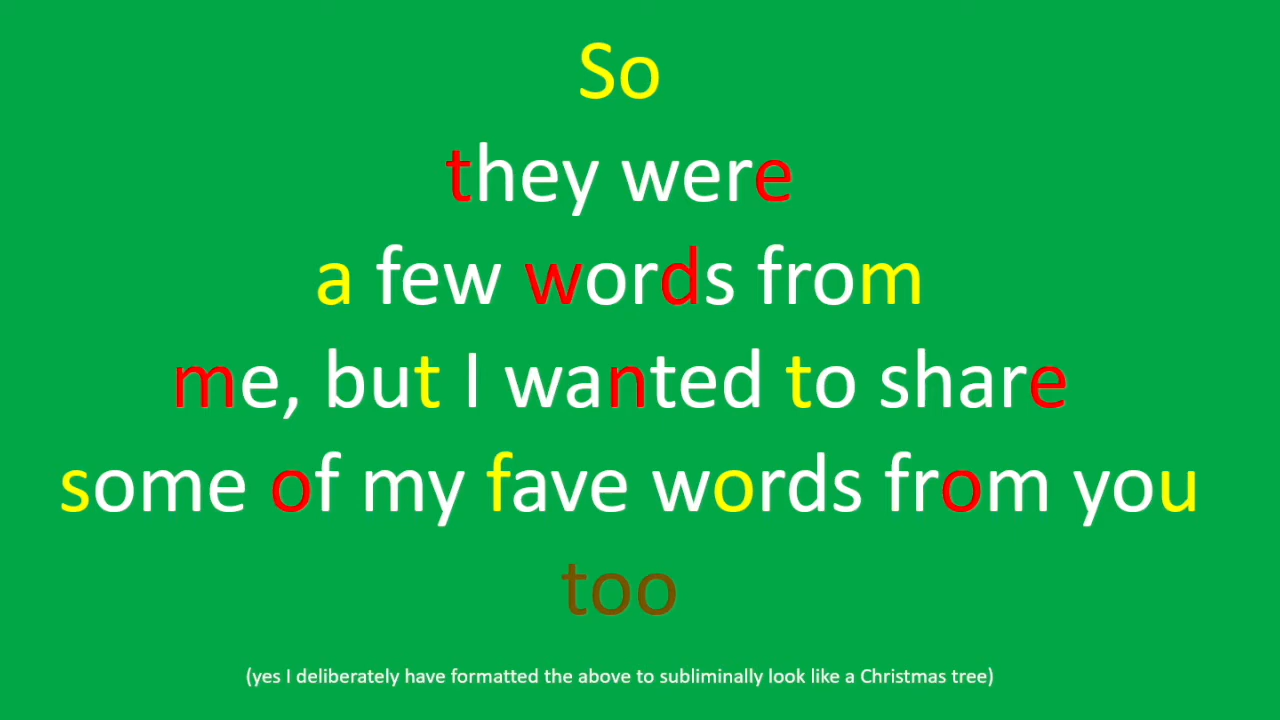 So
they were
a few words from
me, but I wanted to share
some of my fave words from you
too
(yes I deliberately have formatted the above to subliminally look like a Christmas tree)